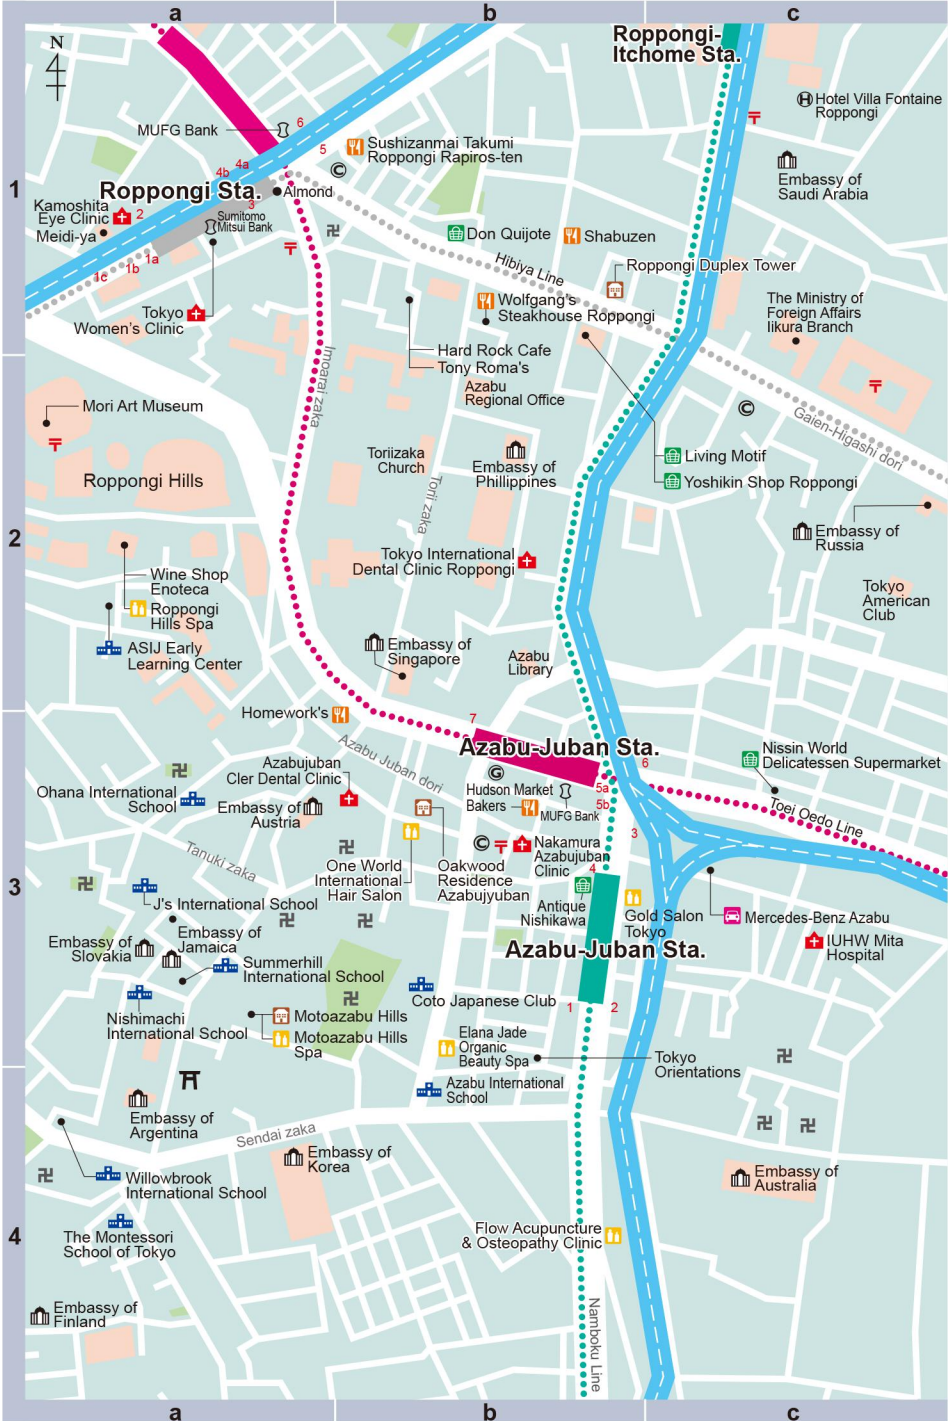 a
b
c
Roppongi-
Itchome Sta.
N
Hotel Villa Fontaine
Roppongi
H
MUFG Bank
6
5
Sushizanmai Takumi
Roppongi Rapiros-ten
C
4a
4b
Embassy of
Saudi Arabia
1
Roppongi Sta.
Almond
Kamoshita
Eye Clinic
2
3
Sumitomo
Mitsui Bank
Meidi-ya
Don Quijote
Shabuzen
1a
1b
1c
Hibiya Line
Roppongi Duplex Tower
Tokyo
Women's Clinic
Wolfgang's
Steakhouse Roppongi
The Ministry of
Foreign Affairs
Iikura Branch
Imoarai zaka
Hard Rock Cafe
Tony Roma's
Azabu
Regional Office
Mori Art Museum
C
Gaien-Higashi dori
Toriizaka
Church
Embassy of
Phillippines
Living Motif
Yoshikin Shop Roppongi
Roppongi Hills
Torii zaka
2
Embassy of
Russia
Tokyo International
Dental Clinic Roppongi
Wine Shop
Enoteca
Roppongi
Hills Spa
Tokyo
American
Club
ASIJ Early
Learning Center
Embassy of
Singapore
Azabu
Library
Homework's
7
Azabu-Juban Sta.
6
Nissin World
Delicatessen Supermarket
Azabu Juban dori
Azabujuban
Cler Dental Clinic
G
Hudson Market
Bakers
MUFG Bank
5a
5b
Ohana International
School
Embassy of
Austria
Toei Oedo Line
3
Tanuki zaka
C
Nakamura
Azabujuban
Clinic
One World
International
Hair Salon
Oakwood
Residence
Azabujyuban
4
3
J's International School
Antique
Nishikawa
Gold Salon
Tokyo
Mercedes-Benz Azabu
Embassy of
Slovakia
Embassy of
Jamaica
Azabu-Juban Sta.
IUHW Mita
Hospital
Summerhill
International School
Coto Japanese Club
Nishimachi
International School
Motoazabu Hills
Motoazabu Hills
Spa
1
2
Elana Jade
Organic
Beauty Spa
Tokyo
Orientations
Azabu International
School
Embassy of
Argentina
Sendai zaka
Embassy of
Korea
Willowbrook
International School
Embassy of
Australia
4
The Montessori
School of Tokyo
Flow Acupuncture
& Osteopathy Clinic
Embassy of
Finland
Namboku Line
a
b
c